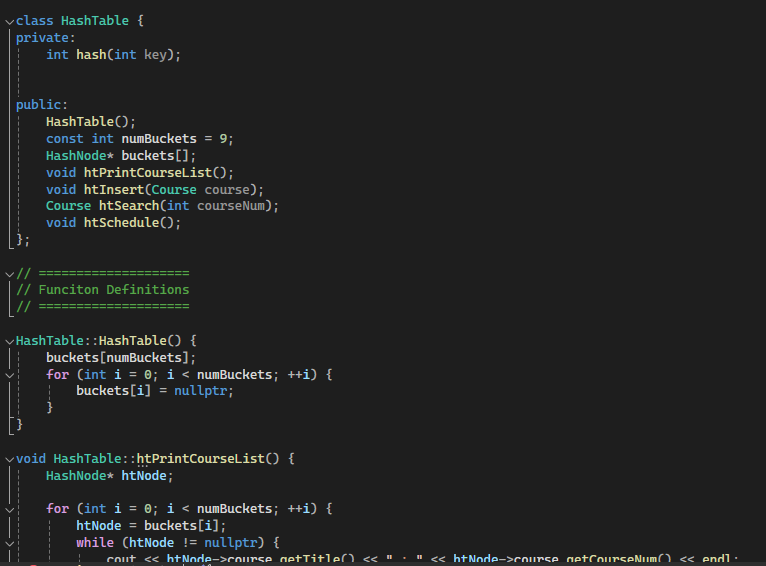 class HashTable {
private:
    int hash(int key);
public:
    HashTable();
    const int numBuckets = 9;
    HashNode* buckets[];
    void htPrintCourseList();
    void htInsert(Course course);
    Course htSearch(int courseNum);
    void htSchedule();
};
// ====================
// Funciton Definitions
// ====================
HashTable::HashTable() {
    buckets[numBuckets];
    for (int i = 0; i < numBuckets; ++i) {
        buckets[i] = nullptr;
    }
}
void HashTable::htPrintCourseList() {
    HashNode* htNode;
    for (int i = 0; i < numBuckets; ++i) {
        htNode = buckets[i];
        while (htNode != nullptr) {
            cout << htNode->course.getTitle() << " : " << htNode->course.getCourseNum() << endl;